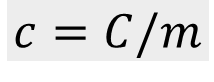 c = C/m